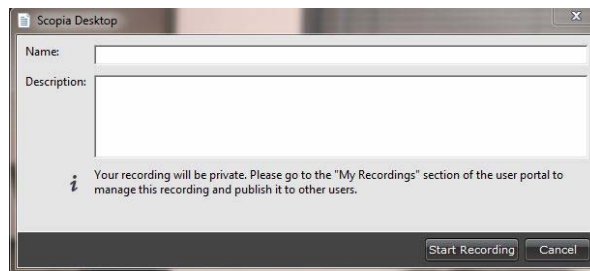 Scopia Desktop
X
Name:
Description:
Your recording will be private. Please go to the "My Recordings" section of the user portal to
manage this recording and publish it to other users.
Start Recording Cancel